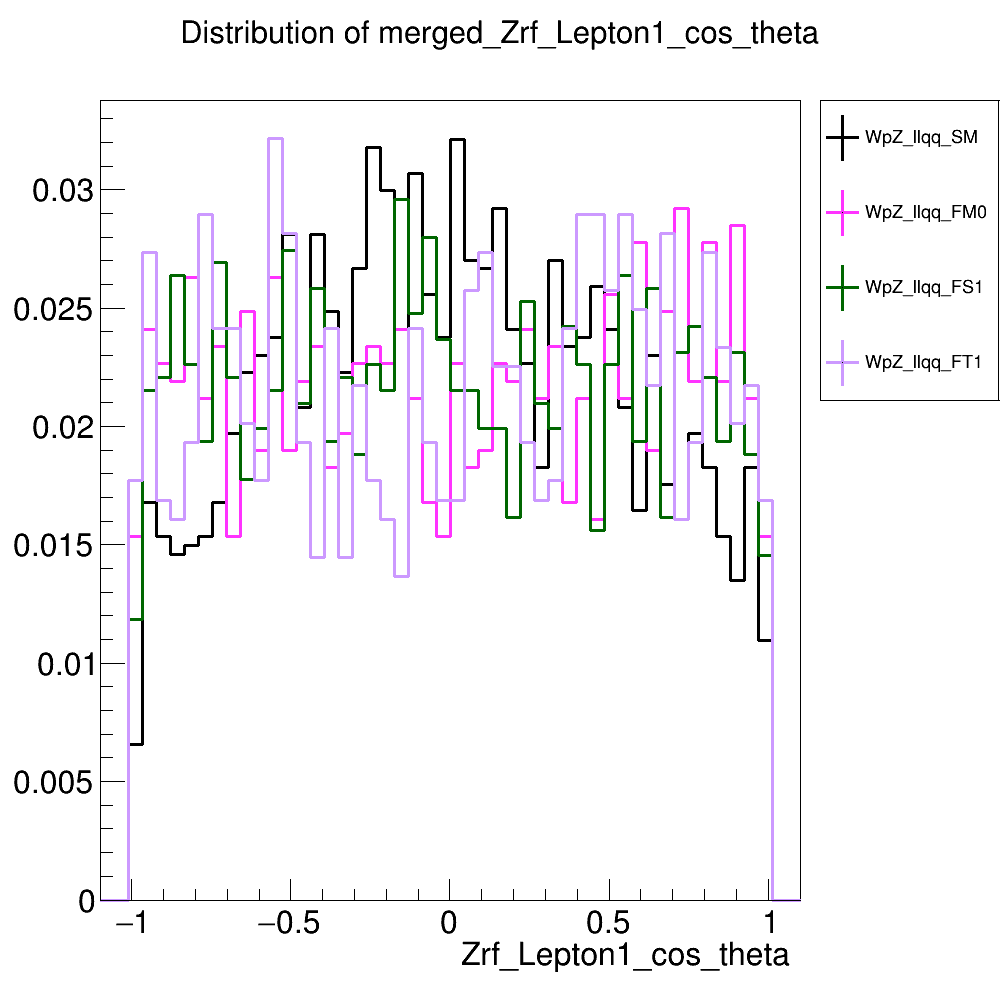 Distribution of merged_Zrf_Lepton1_cos_theta
WpZ_llqq_SM
WpZ_llqq_FM0
WpZ_llqq_FS1
WpZ_llqq_FT1
0.03
0.025
0.02
0.015
0.01
0.005
0
−1 −0.5 0 0.5 1
Zrf_Lepton1_cos_theta